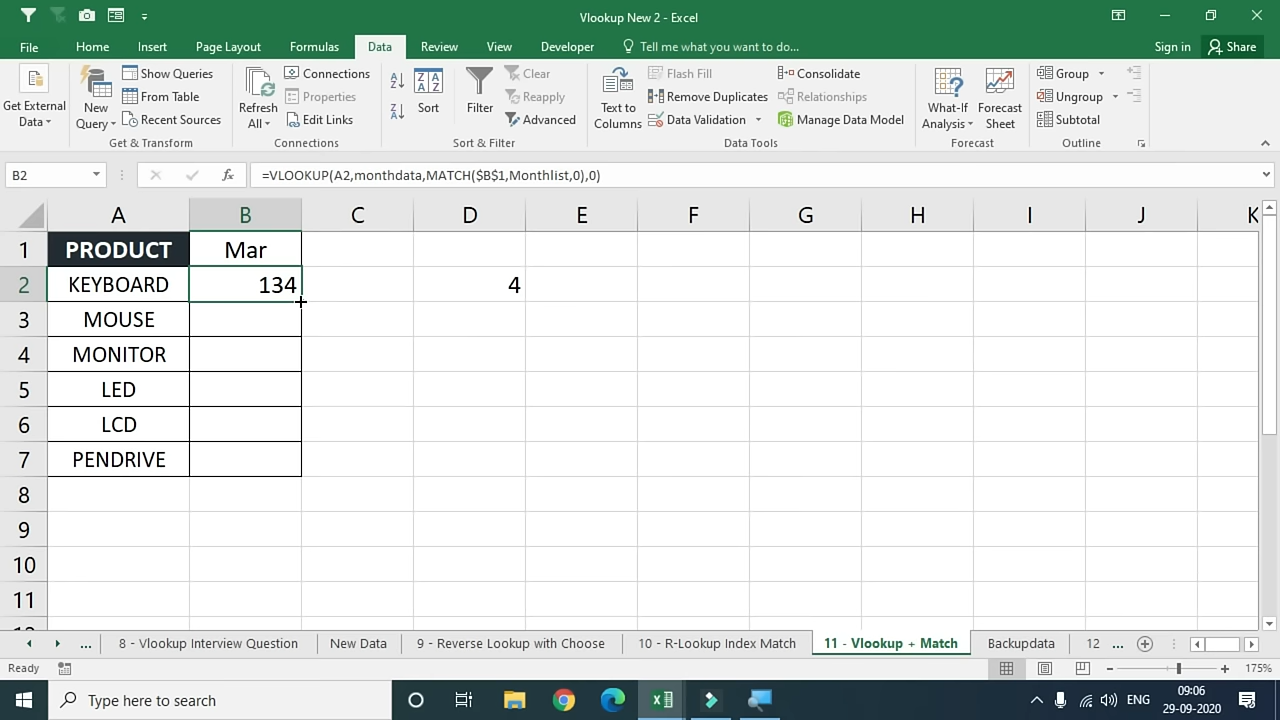 Vlookup New 2 - Excel
File Home Insert Page Layout Formulas Data Review View Developer Tell me what you want to do... Sign in Share
Get External Data
New Query
Show Queries
From Table
Recent Sources
Get & Transform
Refresh All
Connections
Properties
Edit Links
Connections
Sort
Filter
Clear
Reapply
Advanced
Sort & Filter
Text to Columns
Flash Fill
Remove Duplicates
Data Validation
Consolidate
Relationships
Manage Data Model
Data Tools
What-If Analysis
Forecast Sheet
Forecast
Group
Ungroup
Subtotal
Outline
B2 fx =VLOOKUP(A2,monthdata,MATCH($B$1,Monthlist,0),0)
A B C D E F G H I J K
1 PRODUCT Mar
2 KEYBOARD 134 4
3 MOUSE
4 MONITOR
5 LED
6 LCD
7 PENDRIVE
8
9
10
11
... 8 - Vlookup Interview Question New Data 9 - Reverse Lookup with Choose 10 - R-Lookup Index Match 11 - Vlookup + Match Backupdata 12 ...
Ready 175%
Type here to search ENG 09:06
29-09-2020